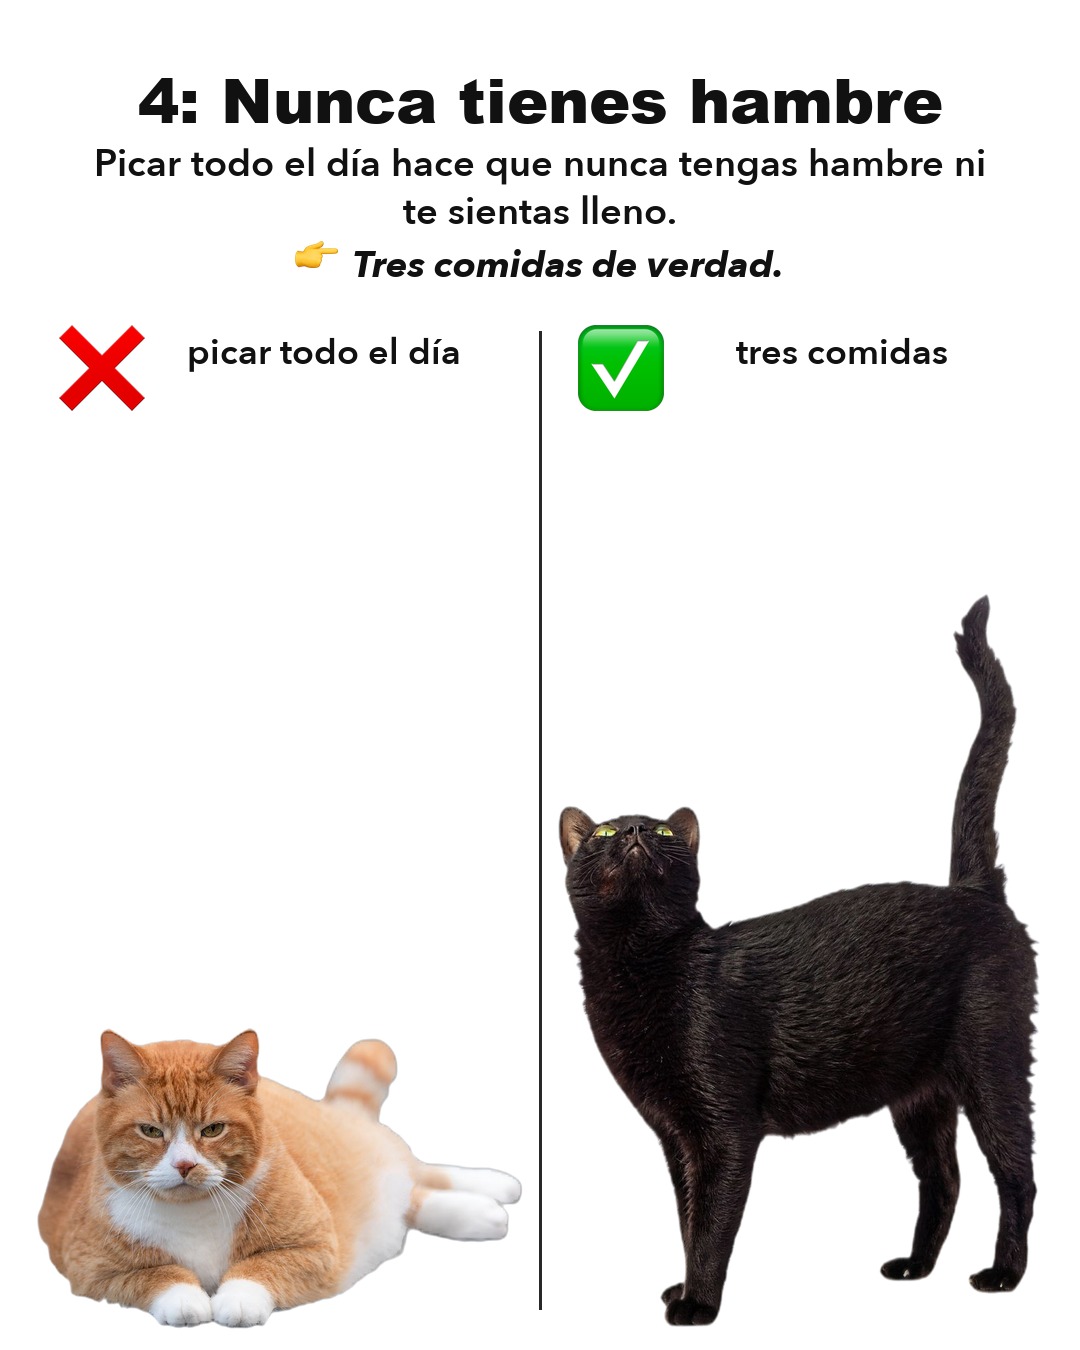 4: Nunca tienes hambre
Picar todo el día hace que nunca tengas hambre ni
te sientas lleno.
👉 Tres comidas de verdad.
❌ picar todo el día
✅ tres comidas